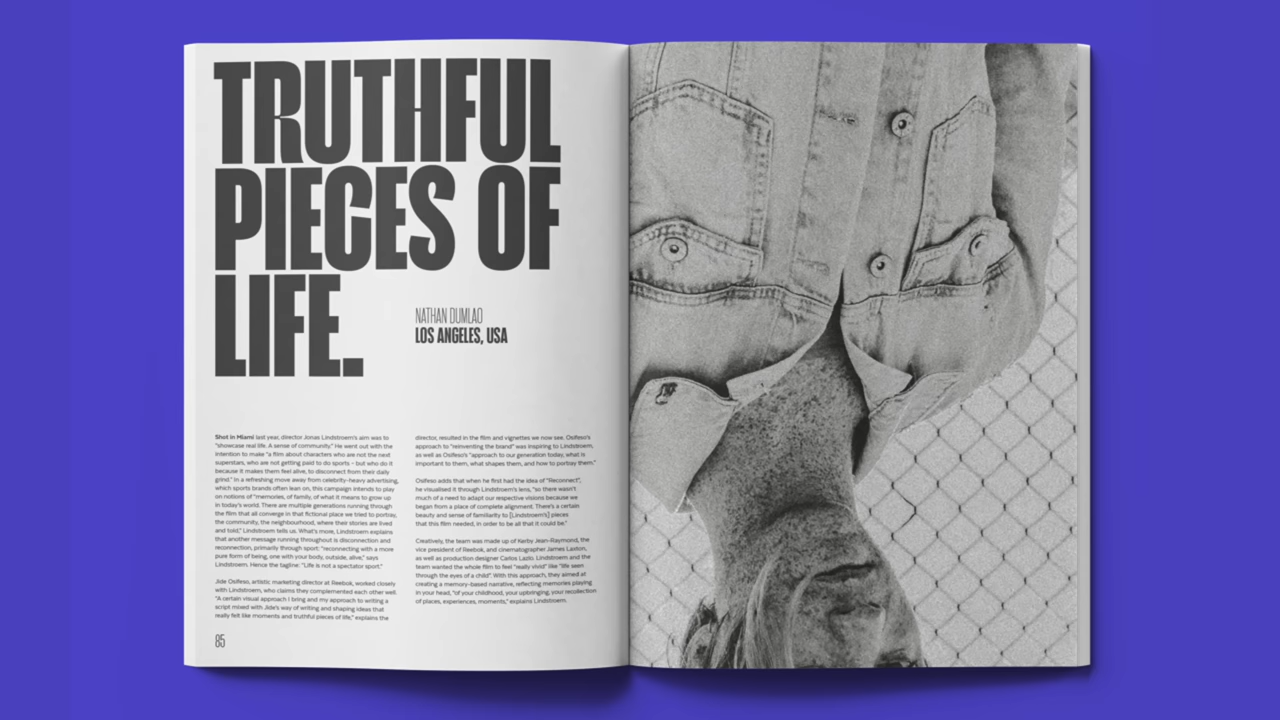 TRUTHFUL
PIECES OF
LIFE.
NATHAN DUMLAO
LOS ANGELES, USA
Shot in Miami last year, director Jonas Lindstroem's aim was to
"showcase real life. A sense of community." He went out with the
intention to make "a film about characters who are not the next
superstars, who are not getting paid to do sports – but who do it
because it makes them feel alive, to disconnect from their daily
grind." In a refreshing move away from celebrity-heavy advertising,
which sports brands often lean on, this campaign intends to play
on notions of "memories, of family, of what it means to grow up
in today's world. There are multiple generations running through
the film that all converge in that fictional place we tried to portray,
the community, the neighbourhood, where their stories are lived
and told," Lindstroem tells us. What's more, Lindstroem explains
that another message running throughout is disconnection and
reconnection, primarily through sport: "reconnecting with a more
pure form of being, one with your body, outside, alive," says
Lindstroem. Hence the tagline: "Life is not a spectator sport."
Jide Osifeso, artistic marketing director at Reebok, worked closely
with Lindstroem, who claims they complemented each other well.
"A certain visual approach I bring and my approach to writing a
script mixed with Jide's way of writing and shaping ideas that
really felt like moments and truthful pieces of life," explains the
director, resulted in the film and vignettes we now see. Osifeso's
approach to "reinventing the brand" was inspiring to Lindstroem,
as well as Osifeso's "approach to our generation today, what is
important to them, what shapes them, and how to portray them."
Osifeso adds that when he first had the idea of "Reconnect",
he visualised it through Lindstroem's lens, "so there wasn't
much of a need to adapt our respective visions because we
began from a place of complete alignment. There's a certain
beauty and sense of familiarity to [Lindstroem's] pieces
that this film needed, in order to be all that it could be."
Creatively, the team was made up of Kerby Jean-Raymond, the
vice president of Reebok, and cinematographer James Laxton,
as well as production designer Carlos Lazlo. Lindstroem and the
team wanted the whole film to feel "really vivid" like "life seen
through the eyes of a child". With this approach, they aimed at
creating a memory-based narrative, reflecting memories playing
in your head, "of your childhood, your upbringing, your recollection
of places, experiences, moments," explains Lindstroem.
85